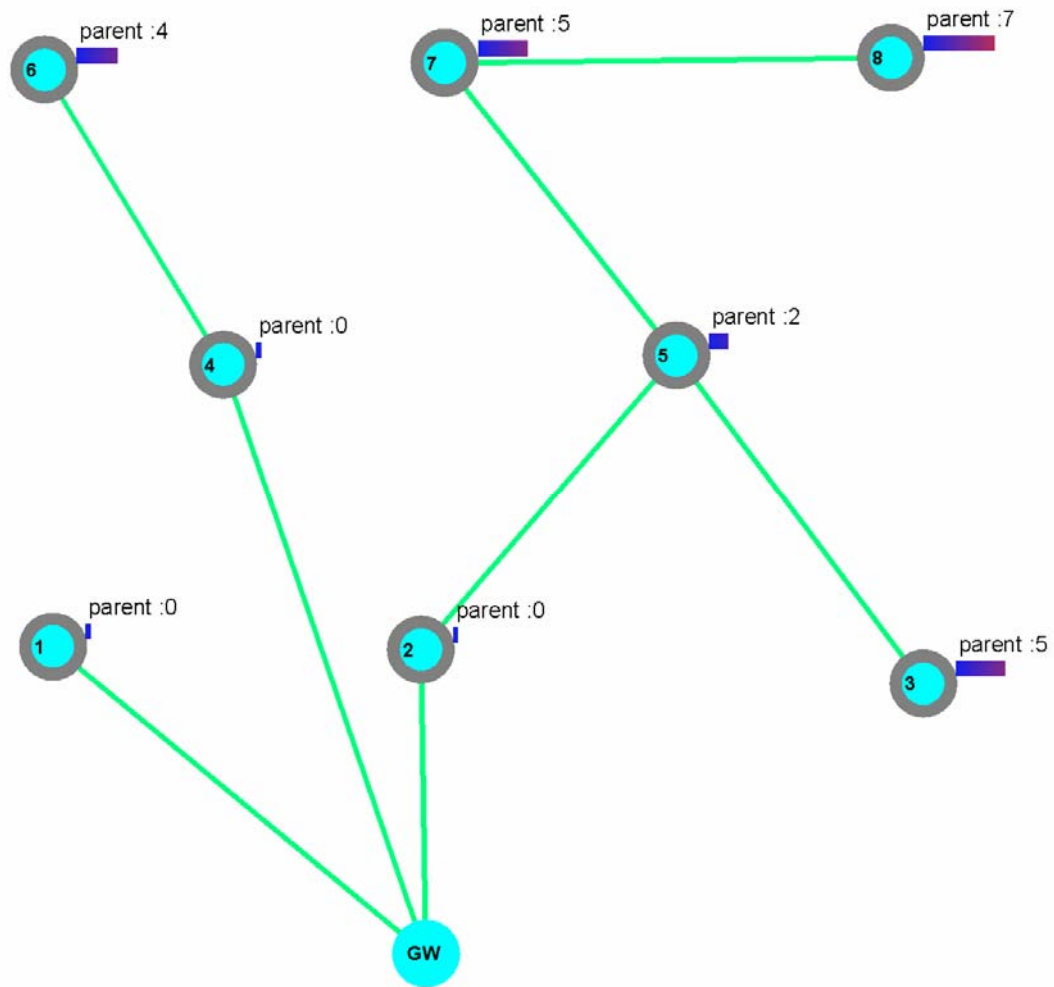 parent :4
6
parent :5
7
parent :7
8
parent :0
4
parent :2
5
parent :0
1
parent :0
2
parent :5
3
GW